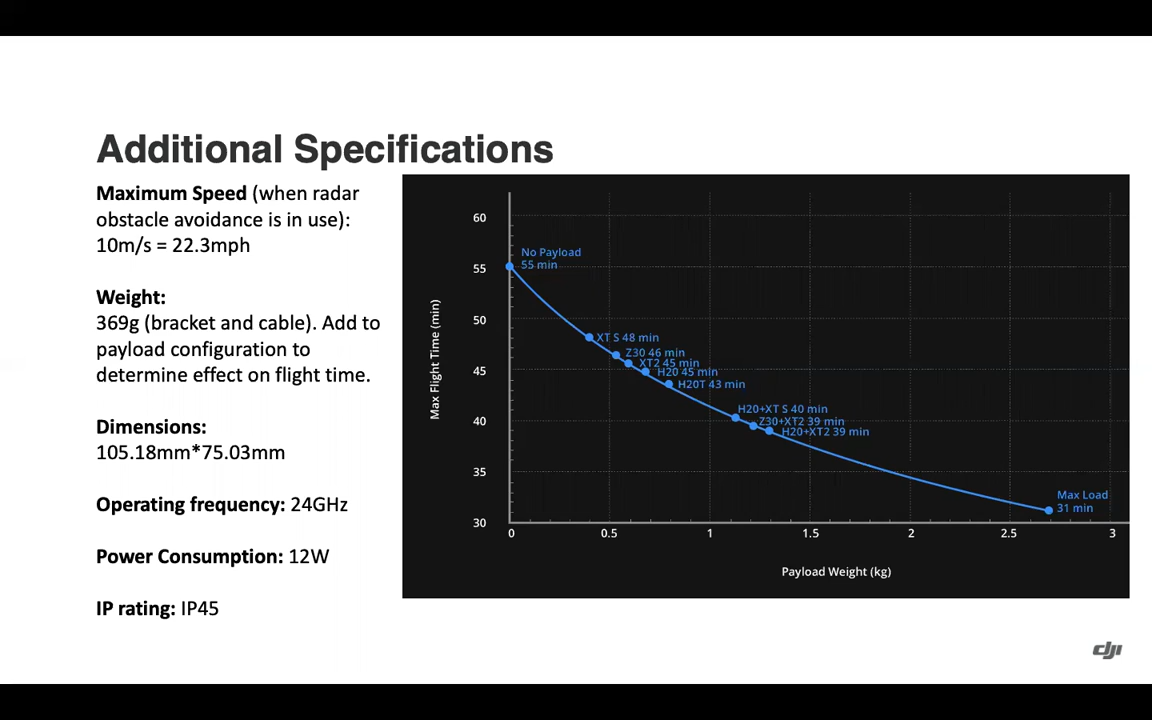 Additional Specifications
Maximum Speed (when radar
obstacle avoidance is in use):
10m/s = 22.3mph
Weight:
369g (bracket and cable). Add to
payload configuration to
determine effect on flight time.
Dimensions:
105.18mm*75.03mm
Operating frequency: 24GHz
Power Consumption: 12W
IP rating: IP45
Max Flight Time (min)
60
55
50
45
40
35
30
No Payload
55 min
XT S 48 min
Z30 46 min
XT2 45 min
H20 45 min
H20T 43 min
H20+XT S 40 min
Z30+XT2 39 min
H20+XT2 39 min
Max Load
31 min
0 0.5 1 1.5 2 2.5 3
Payload Weight (kg)
dji